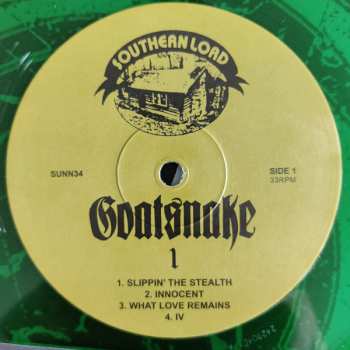 SOUTHERN LORD
SUNN34
SIDE 1
33RPM
Goatsnake
1
1. SLIPPIN' THE STEALTH
2. INNOCENT
3. WHAT LOVE REMAINS
4. IV